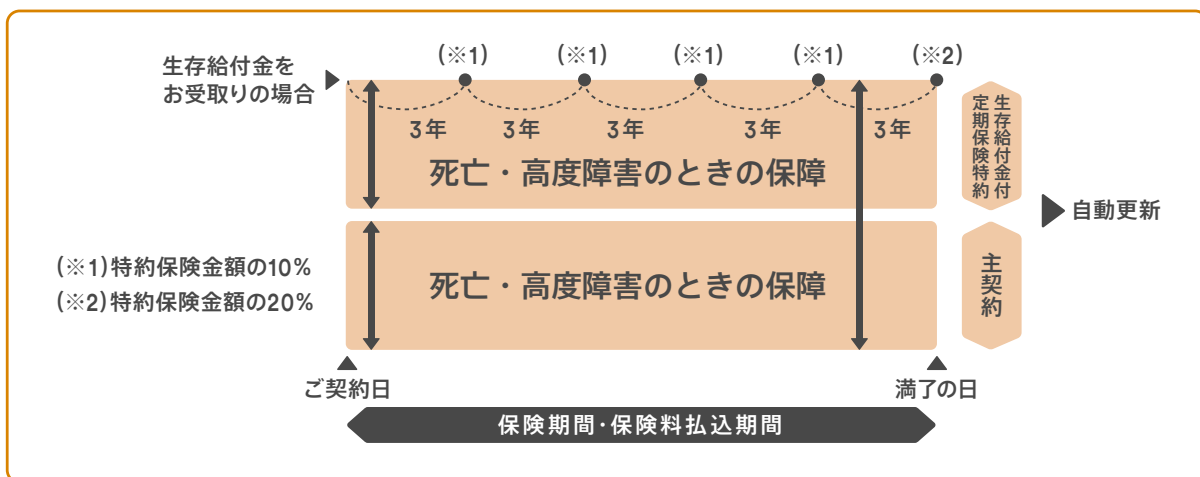 (※1)
(※1)
(※1)
(※1)
(※2)
生存給付金を
お受取りの場合
3年
3年
3年
3年
3年
死亡・高度障害のときの保障
生存給付金付
定期保険特約
自動更新
死亡・高度障害のときの保障
主契約
(※1)特約保険金額の10%
(※2)特約保険金額の20%
ご契約日
満了の日
保険期間・保険料払込期間